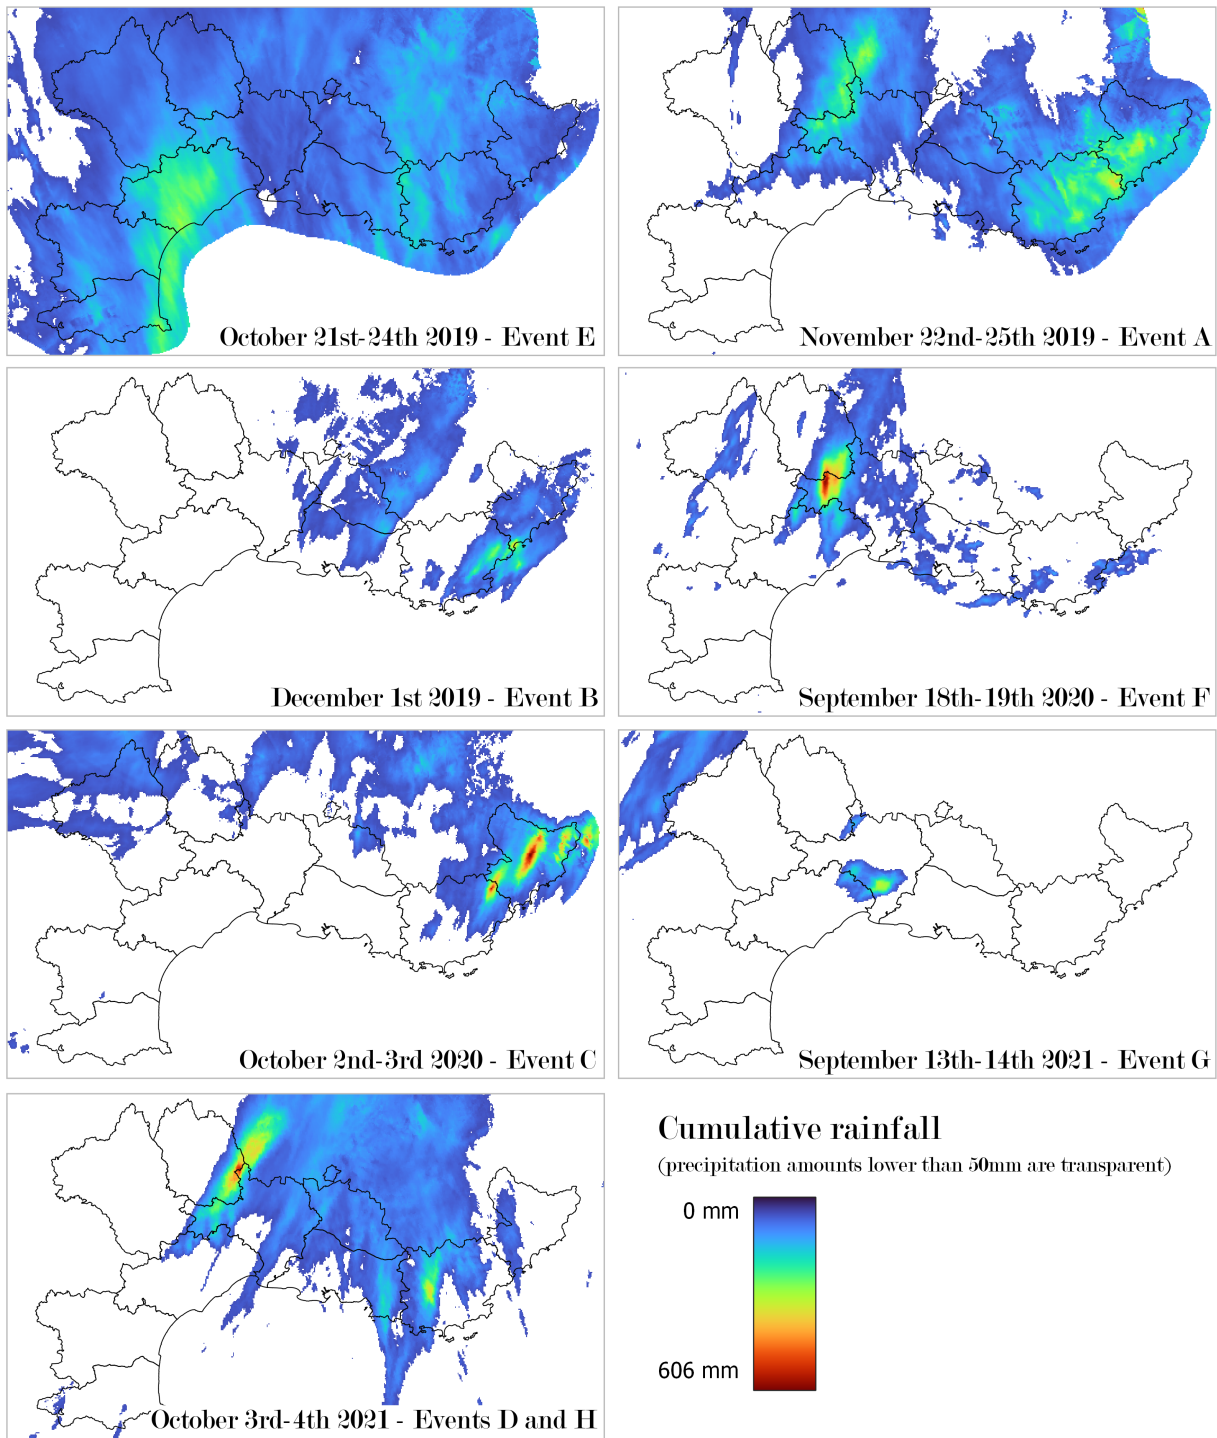 October 21st-24th 2019 - Event E
November 22nd-25th 2019 - Event A
December 1st 2019 - Event B
September 18th-19th 2020 - Event F
October 2nd-3rd 2020 - Event C
September 13th-14th 2021 - Event G
October 3rd-4th 2021 - Events D and H
Cumulative rainfall
(precipitation amounts lower than 50mm are transparent)
0 mm
606 mm